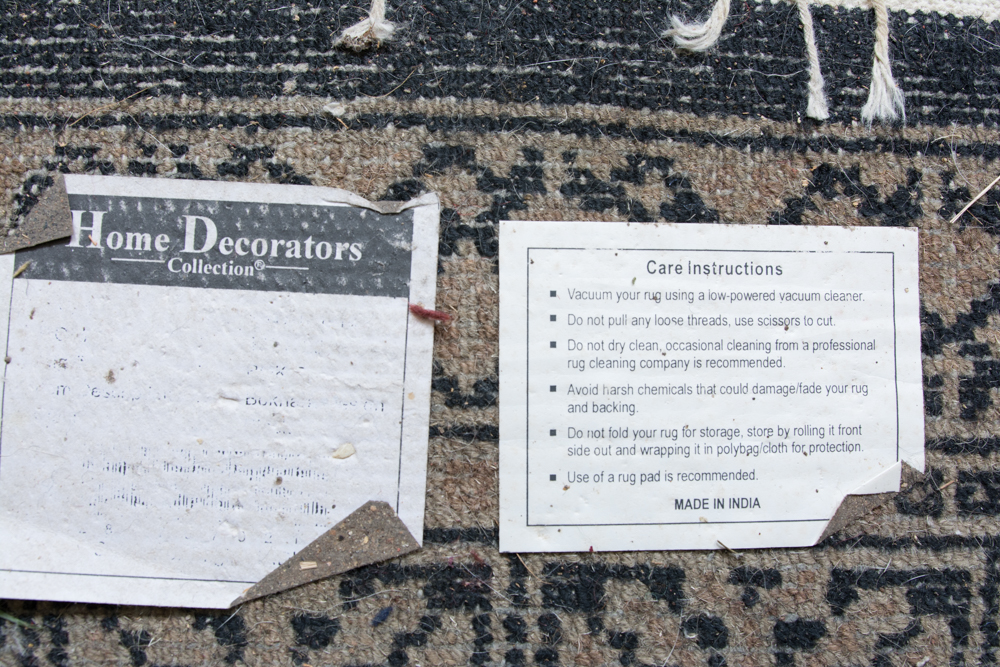 Home Decorators
Collection®
Care Instructions
▪ Vacuum your rug using a low-powered vacuum cleaner.
▪ Do not pull any loose threads, use scissors to cut.
▪ Do not dry clean, occasional cleaning from a professional
rug cleaning company is recommended.
▪ Avoid harsh chemicals that could damage/fade your rug
and backing.
▪ Do not fold your rug for storage, store by rolling it front
side out and wrapping it in polybag/cloth for protection.
▪ Use of a rug pad is recommended.
MADE IN INDIA